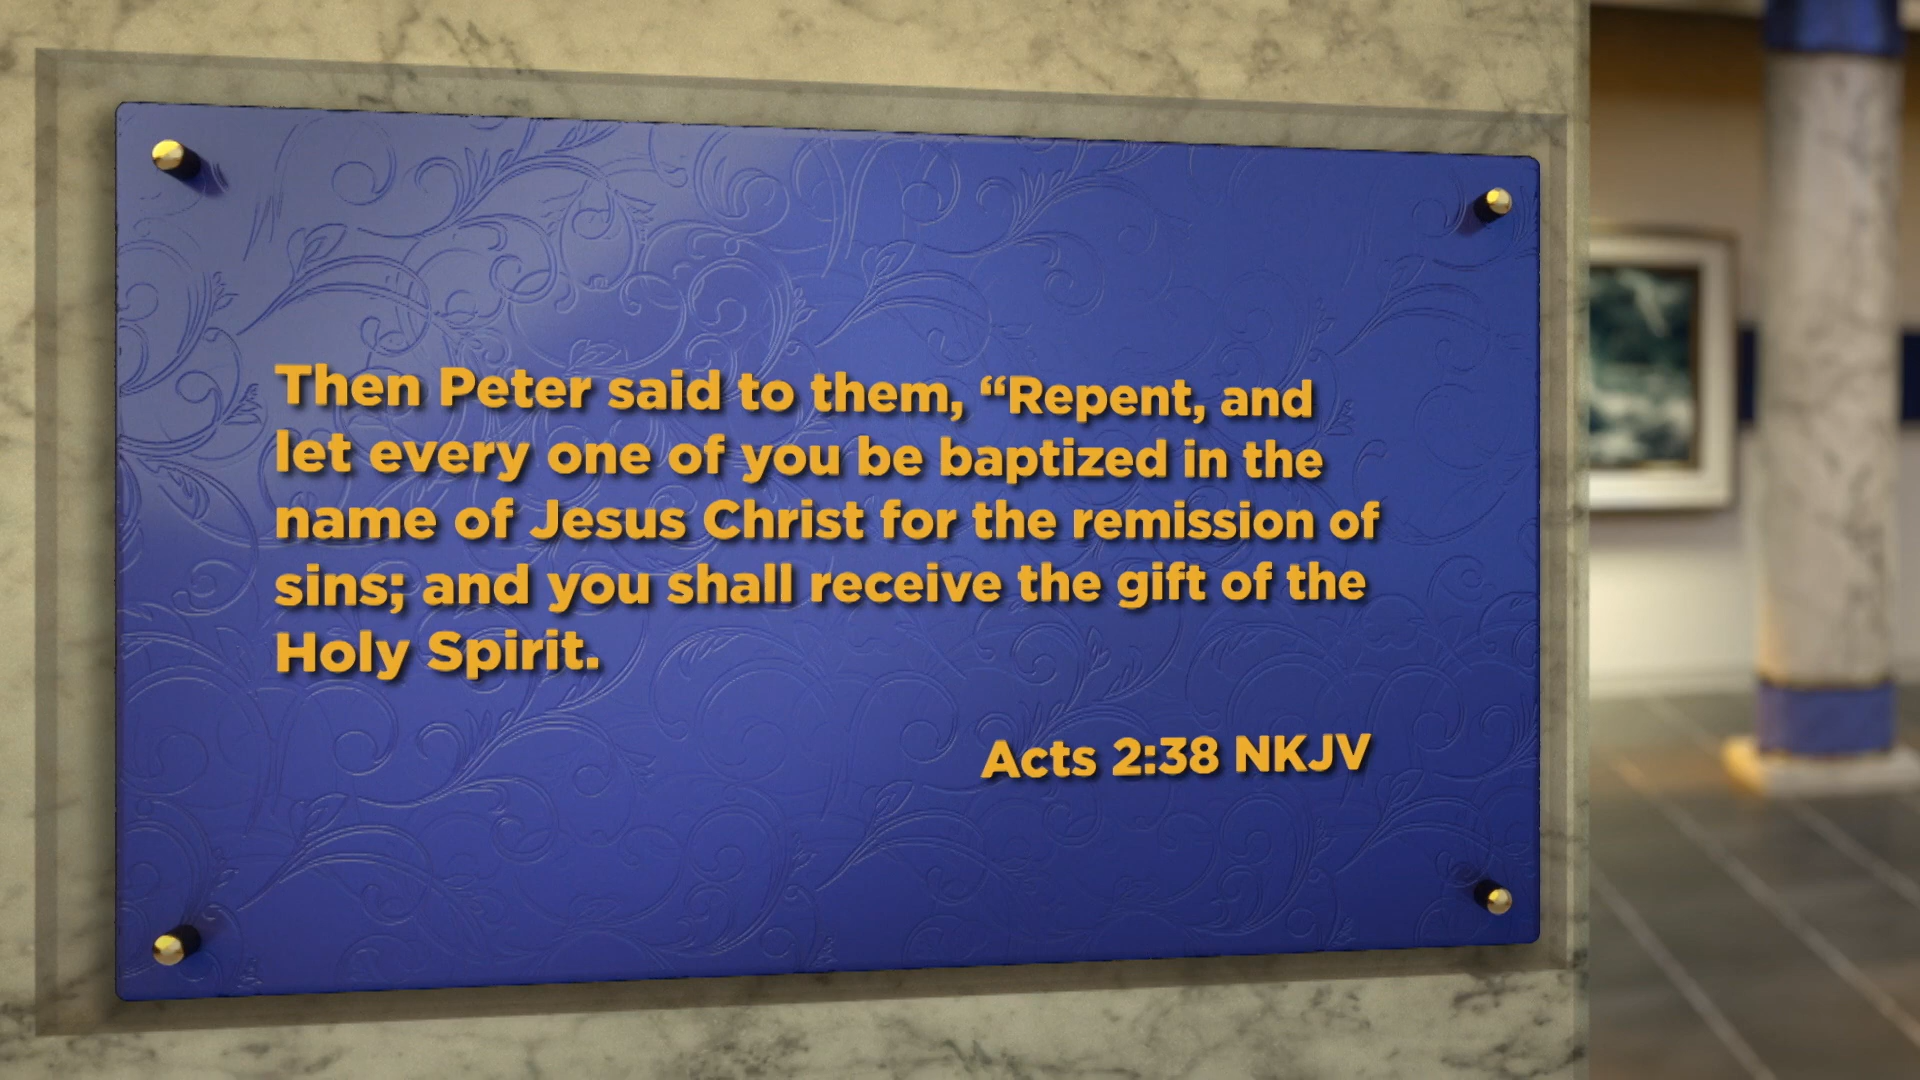 Then Peter said to them, “Repent, and
let every one of you be baptized in the
name of Jesus Christ for the remission of
sins; and you shall receive the gift of the
Holy Spirit.
Acts 2:38 NKJV